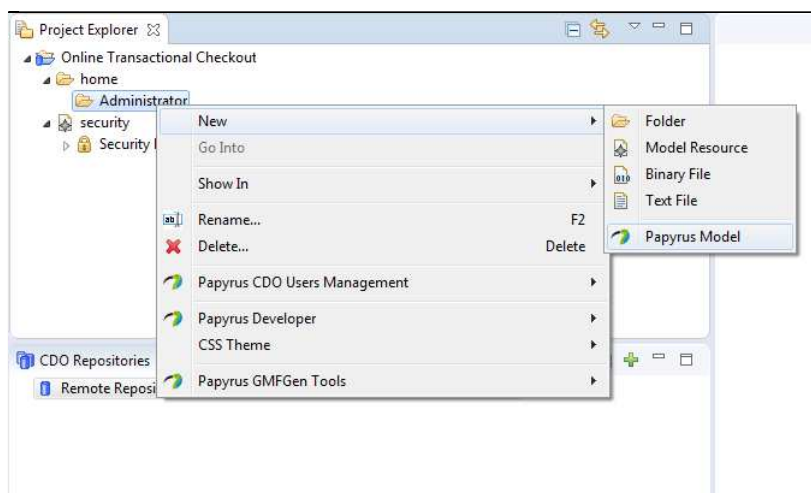 Project Explorer
Online Transactional Checkout
home
Administrator
security
Security
New
Go Into
Show In
Rename... F2
Delete... Delete
Papyrus CDO Users Management
Papyrus Developer
CSS Theme
Papyrus GMFGen Tools
Folder
Model Resource
Binary File
Text File
Papyrus Model
CDO Repositories
Remote